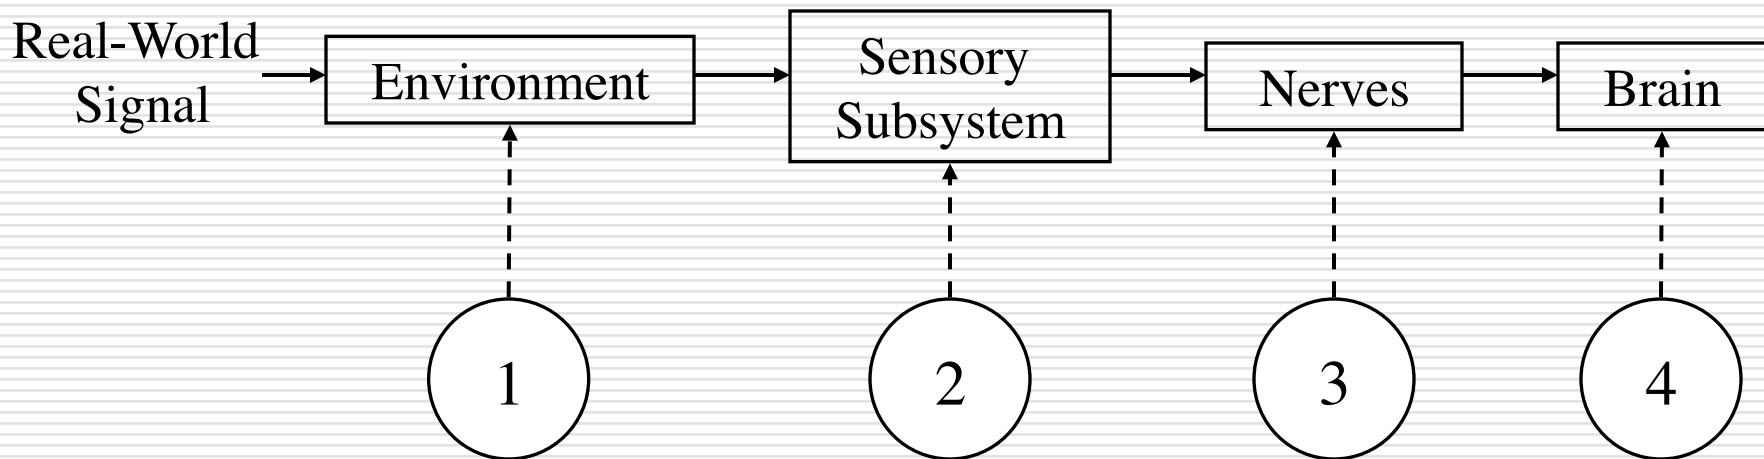 Real-World
Signal
Environment
Sensory
Subsystem
Nerves
Brain
1
2
3
4